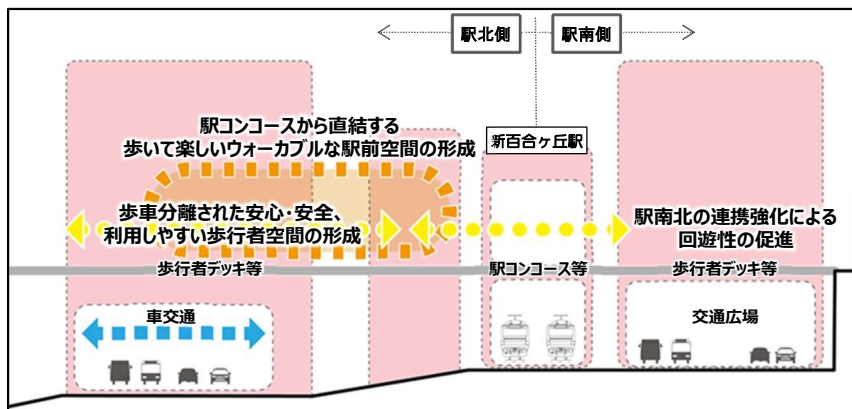 駅北側
駅南側
新百合ヶ丘駅
駅コンコースから直結する
歩いて楽しいウォーカブルな駅前空間の形成
歩車分離された安心・安全、
利用しやすい歩行者空間の形成
駅南北の連携強化による
回遊性の促進
歩行者デッキ等
駅コンコース等
歩行者デッキ等
車交通
交通広場